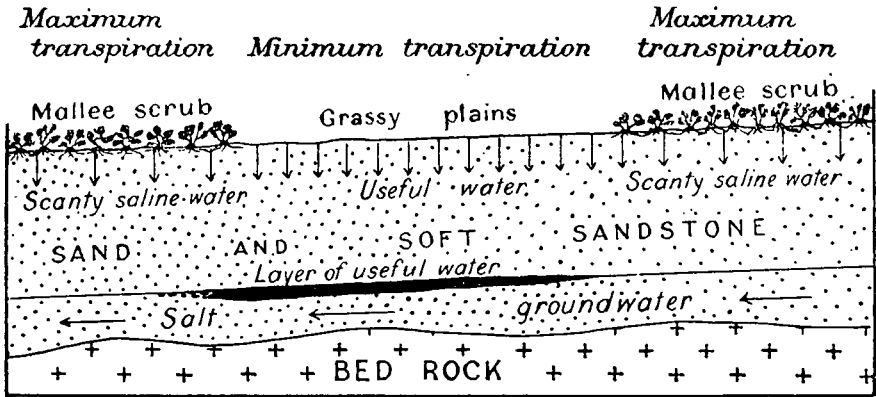 Maximum transpiration
Minimum transpiration
Maximum transpiration
Mallee scrub
Grassy plains
Mallee scrub
Scanty saline water
Useful water
Scanty saline water
SAND AND SOFT SANDSTONE
Layer of useful water
Salt groundwater
BED ROCK